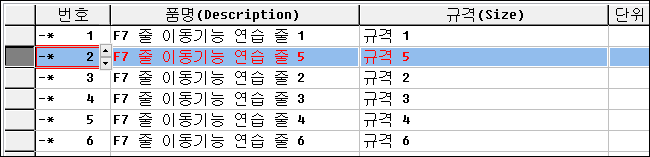 번호 품명(Description) 규격(Size) 단위
-* 1 F7 줄 이동기능 연습 줄 1 규격 1
-* 2 F7 줄 이동기능 연습 줄 5 규격 5
-* 3 F7 줄 이동기능 연습 줄 2 규격 2
-* 4 F7 줄 이동기능 연습 줄 3 규격 3
-* 5 F7 줄 이동기능 연습 줄 4 규격 4
-* 6 F7 줄 이동기능 연습 줄 6 규격 6